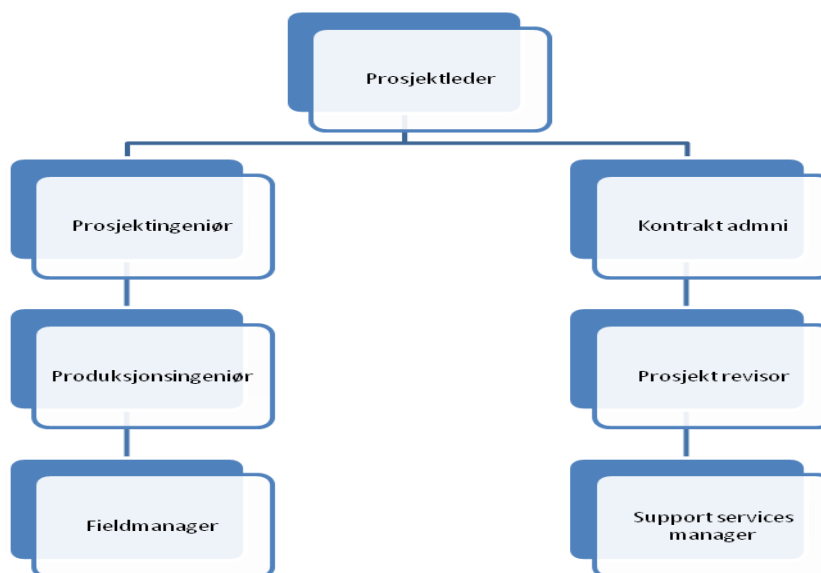 Prosjektleder
Prosjektingeniør
Kontrakt admni
Produksjonsingeniør
Prosjekt revisor
Fieldmanager
Support services
manager